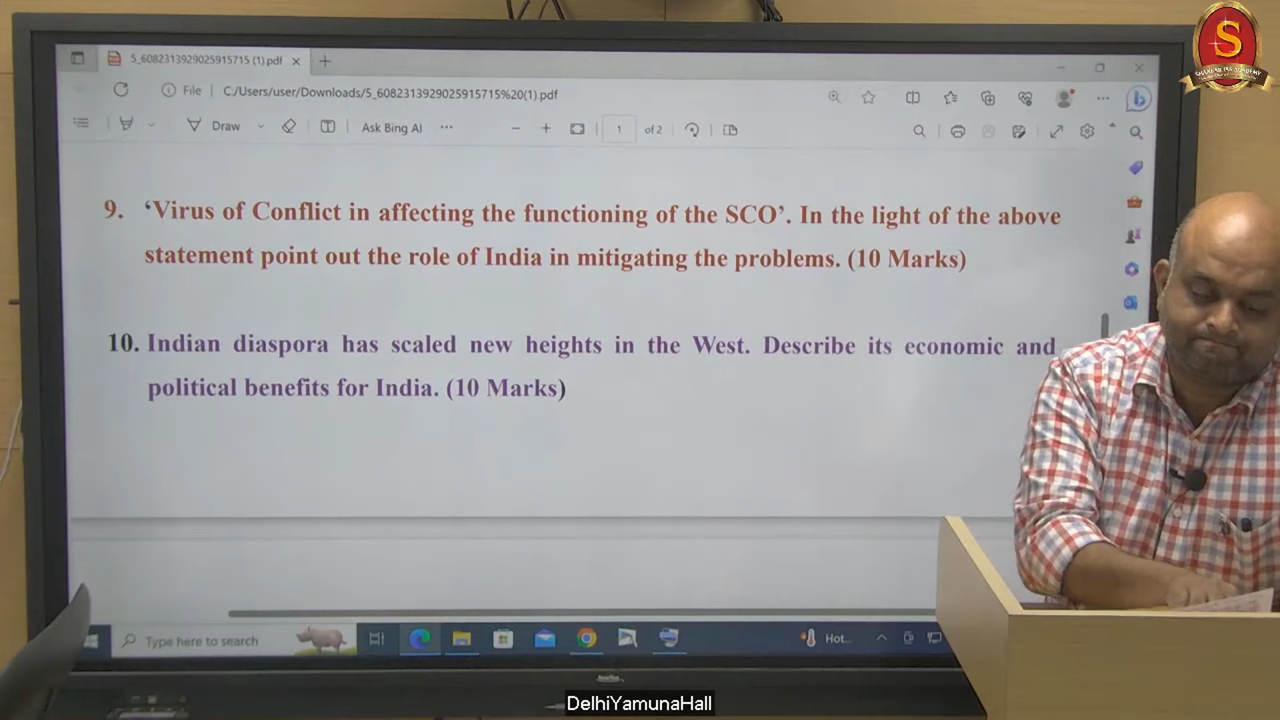 S
SHANKAR IAS ACADEMY
5_6082313929025915715 (1).pdf
File
C:/Users/user/Downloads/5_6082313929025915715%20(1).pdf
Draw
Ask Bing AI
1 of 2
9. ‘Virus of Conflict in affecting the functioning of the SCO’. In the light of the above
statement point out the role of India in mitigating the problems. (10 Marks)
10. Indian diaspora has scaled new heights in the West. Describe its economic and
political benefits for India. (10 Marks)
Type here to search
Hot...
DelhiYamunaHall